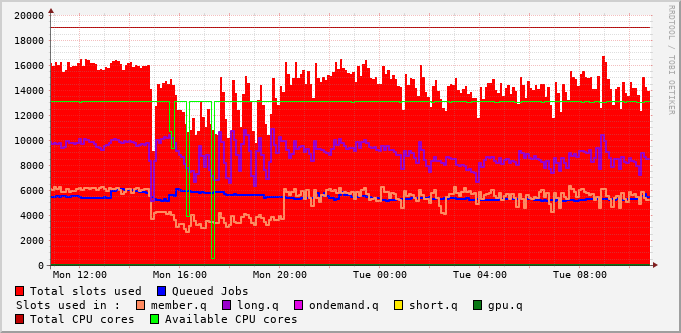 RRDTOOL / TOBI OETIKER
20000
18000
16000
14000
12000
10000
8000
6000
4000
2000
0
Mon 12:00 Mon 16:00 Mon 20:00 Tue 00:00 Tue 04:00 Tue 08:00
Total slots used Queued Jobs
Slots used in : member.q long.q ondemand.q short.q gpu.q
Total CPU cores Available CPU cores